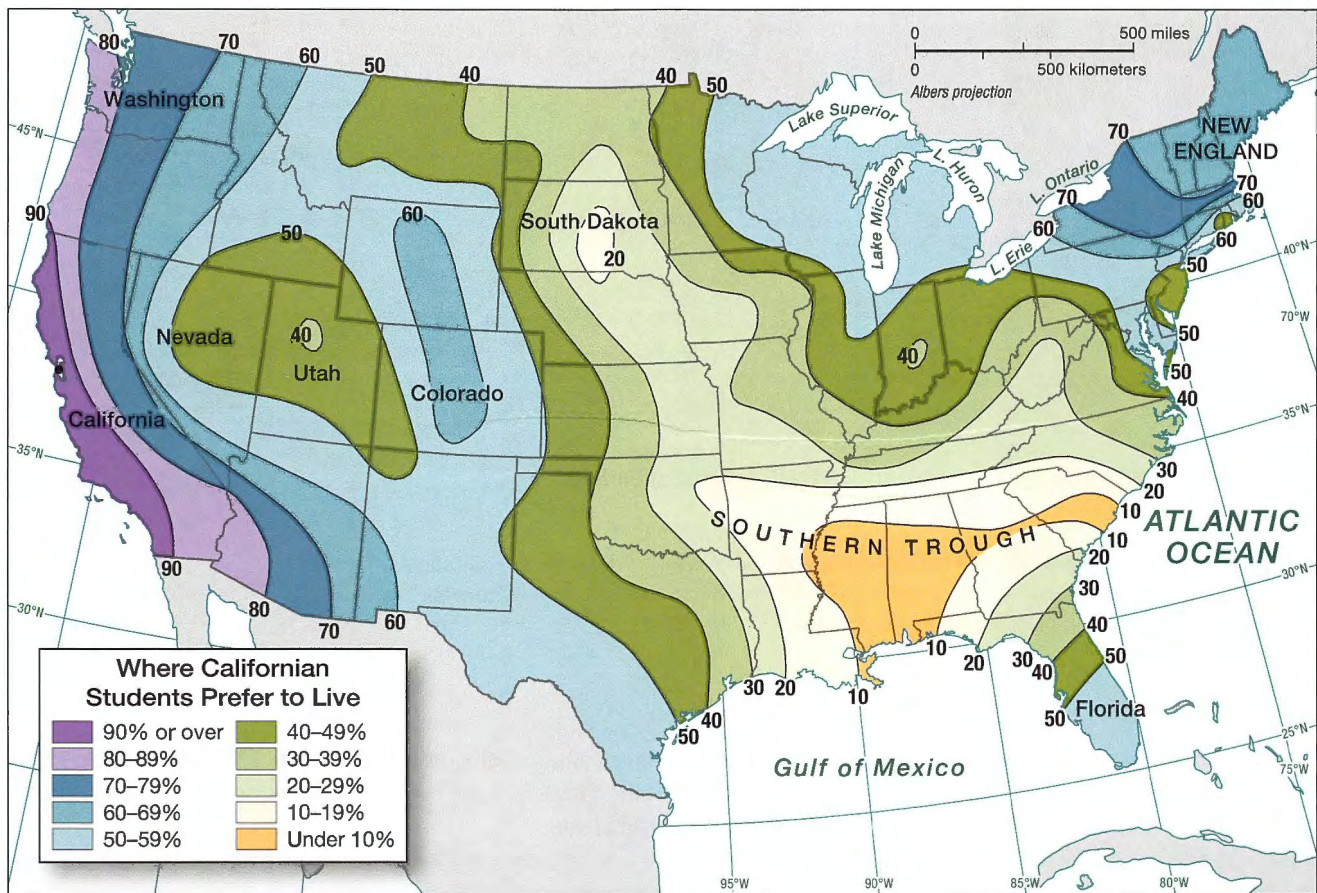 0 500 miles
0 500 kilometers
Albers projection
80
70
60
50
40
40
50
Washington
Lake Superior
70
NEW
ENGLAND
45°N
Lake Michigan
L. Huron
L. Ontario
70
70
60
90
60
South Dakota
60
L. Erie
60
40°N
50
20
50
40°N
Nevada
40
Utah
Colorado
40
70°W
50
50
40
California
35°N
35°N
30
20
SOUTHERN TROUGH
10
ATLANTIC
OCEAN
10
20
30
90
80
70
60
30°N
30°N
40
10
20
30
40
50
10
20
30
40
50
50
Florida
Gulf of Mexico
25°N
75°W
95°W
90°W
85°W
80°W
Where Californian
Students Prefer to Live
90% or over
80–89%
70–79%
60–69%
50–59%
40–49%
30–39%
20–29%
10–19%
Under 10%